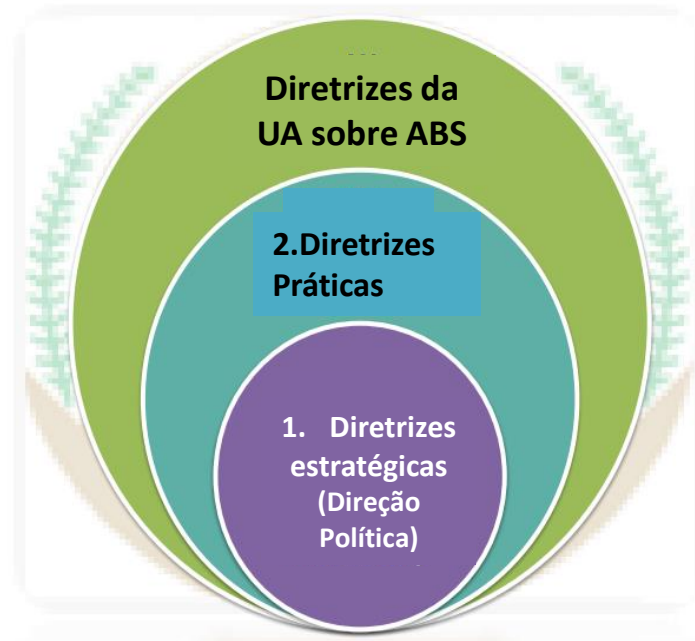 Diretrizes da
UA sobre ABS
2.Diretrizes
Práticas
1. Diretrizes
estratégicas
(Direção
Política)